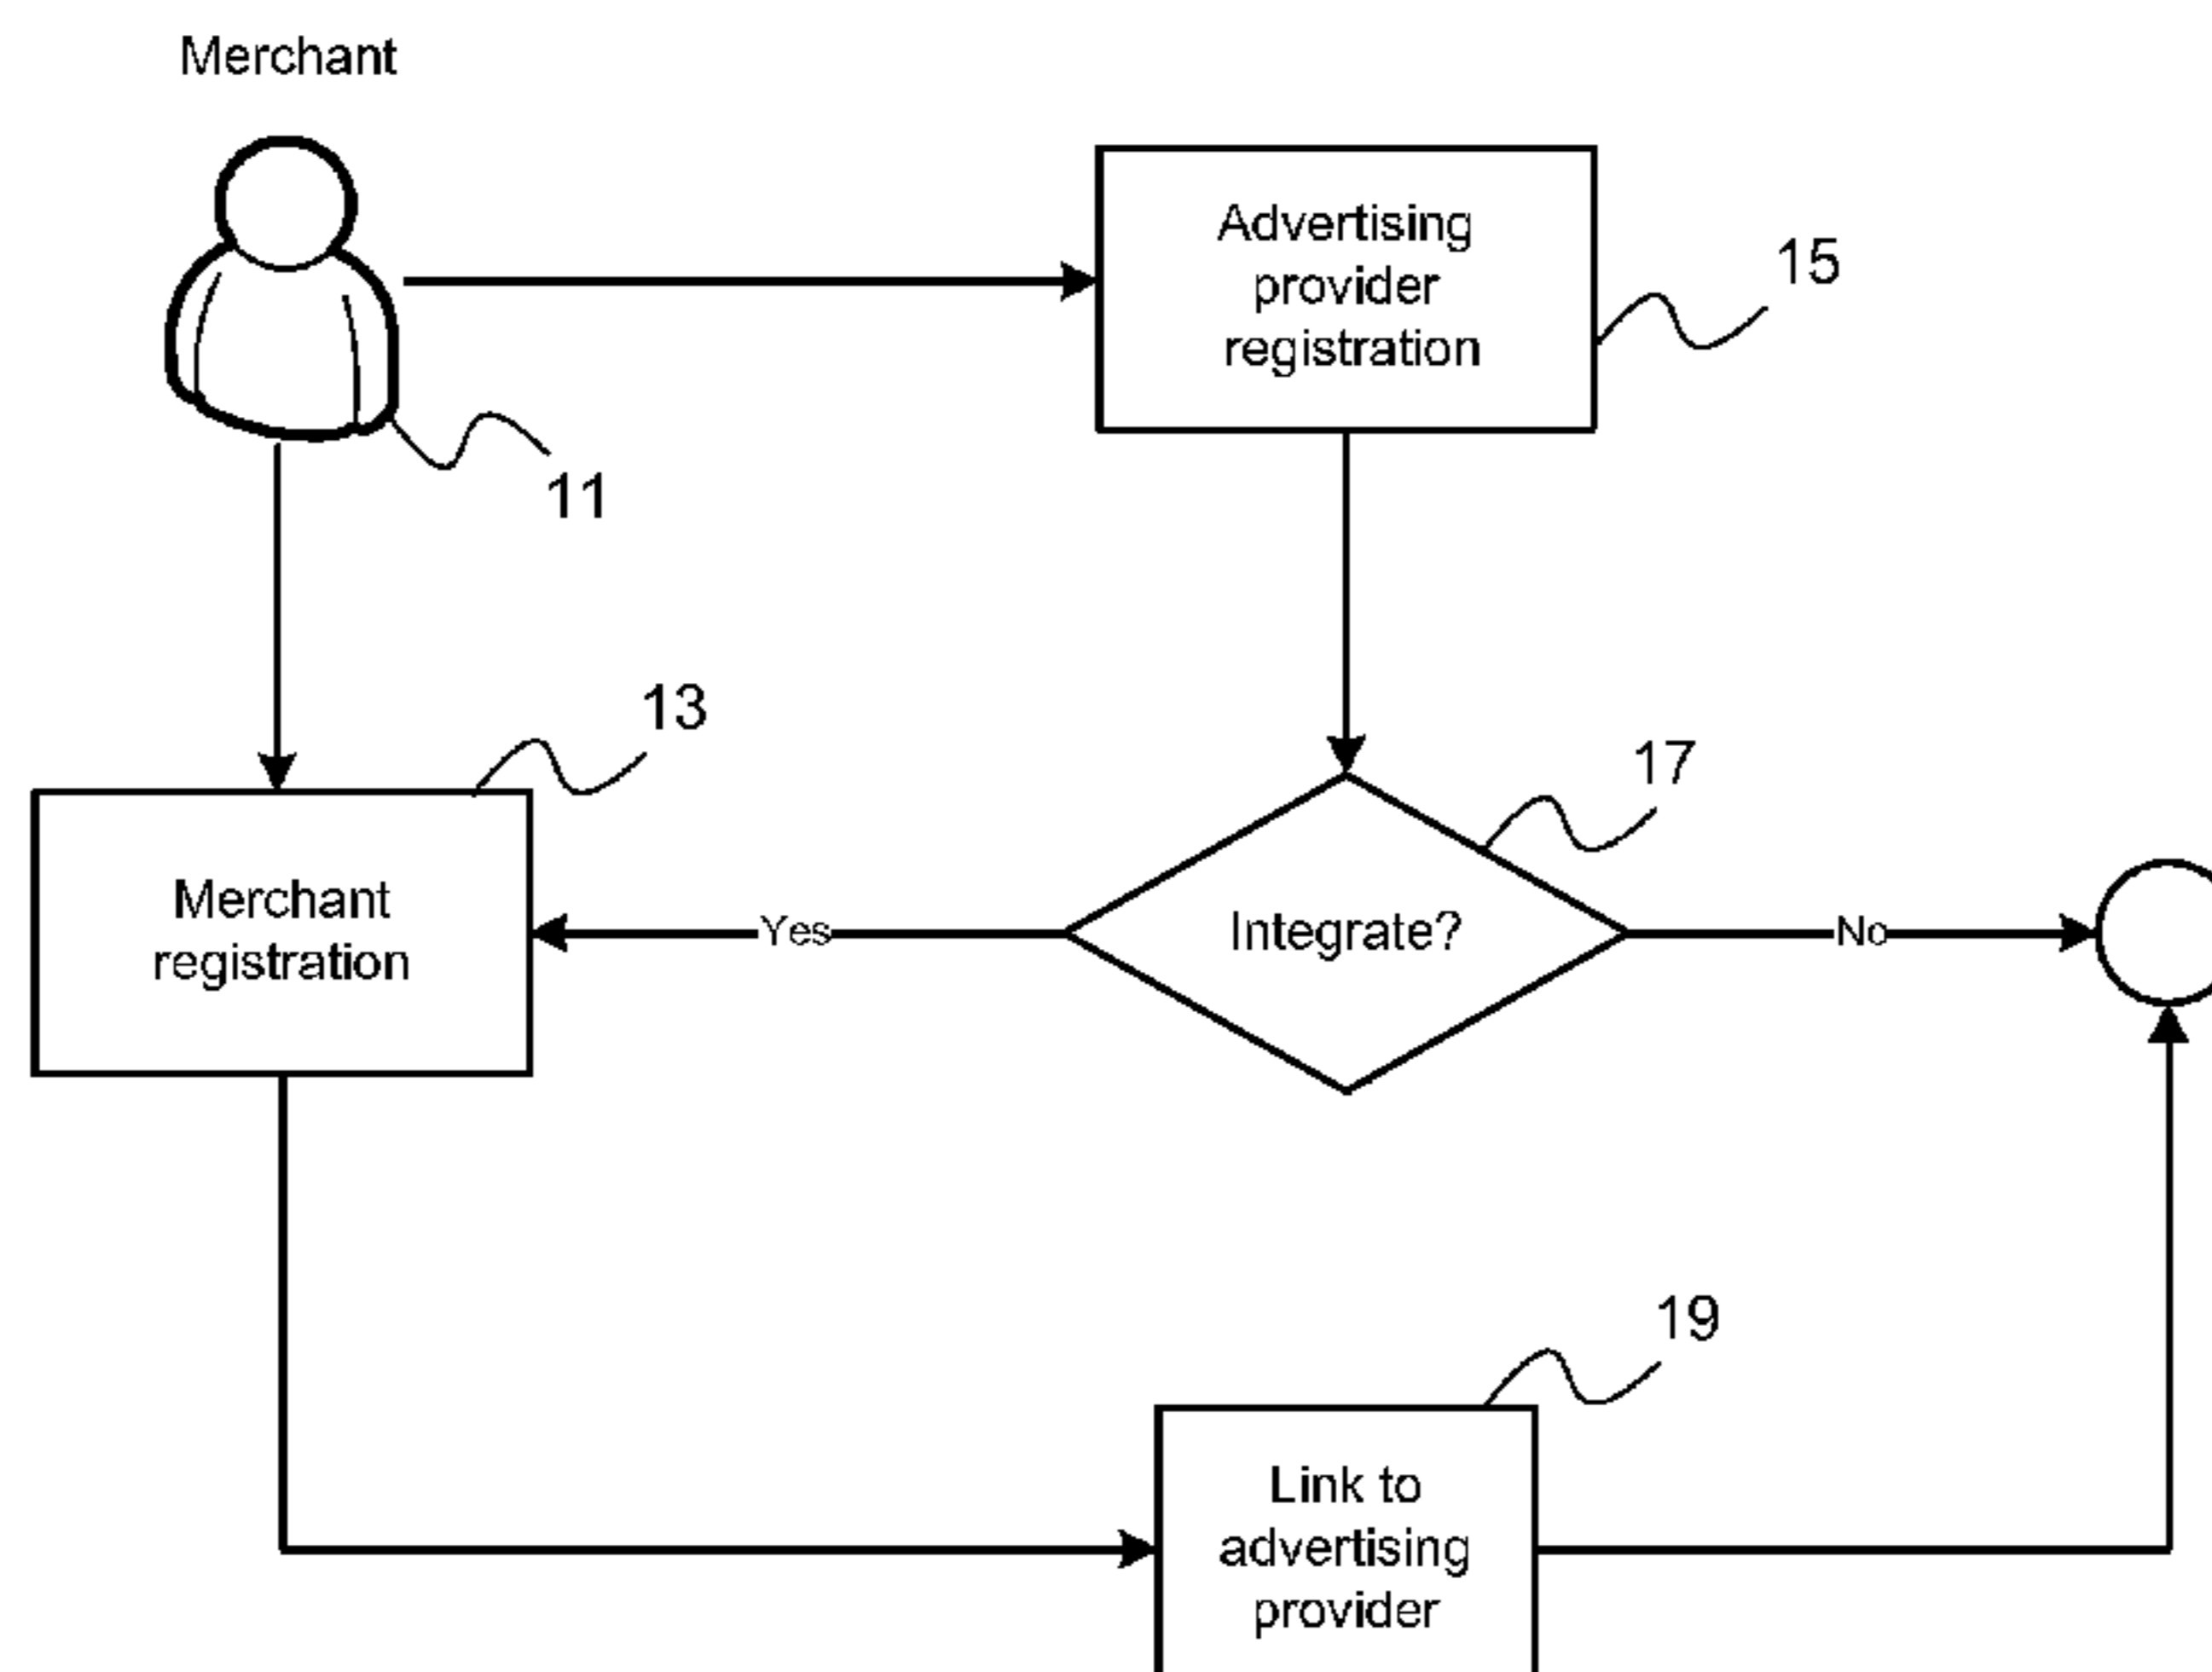 Merchant
Advertising
provider
registration
15
11
13
17
Merchant
registration
Yes
Integrate?
No
19
Link to
advertising
provider